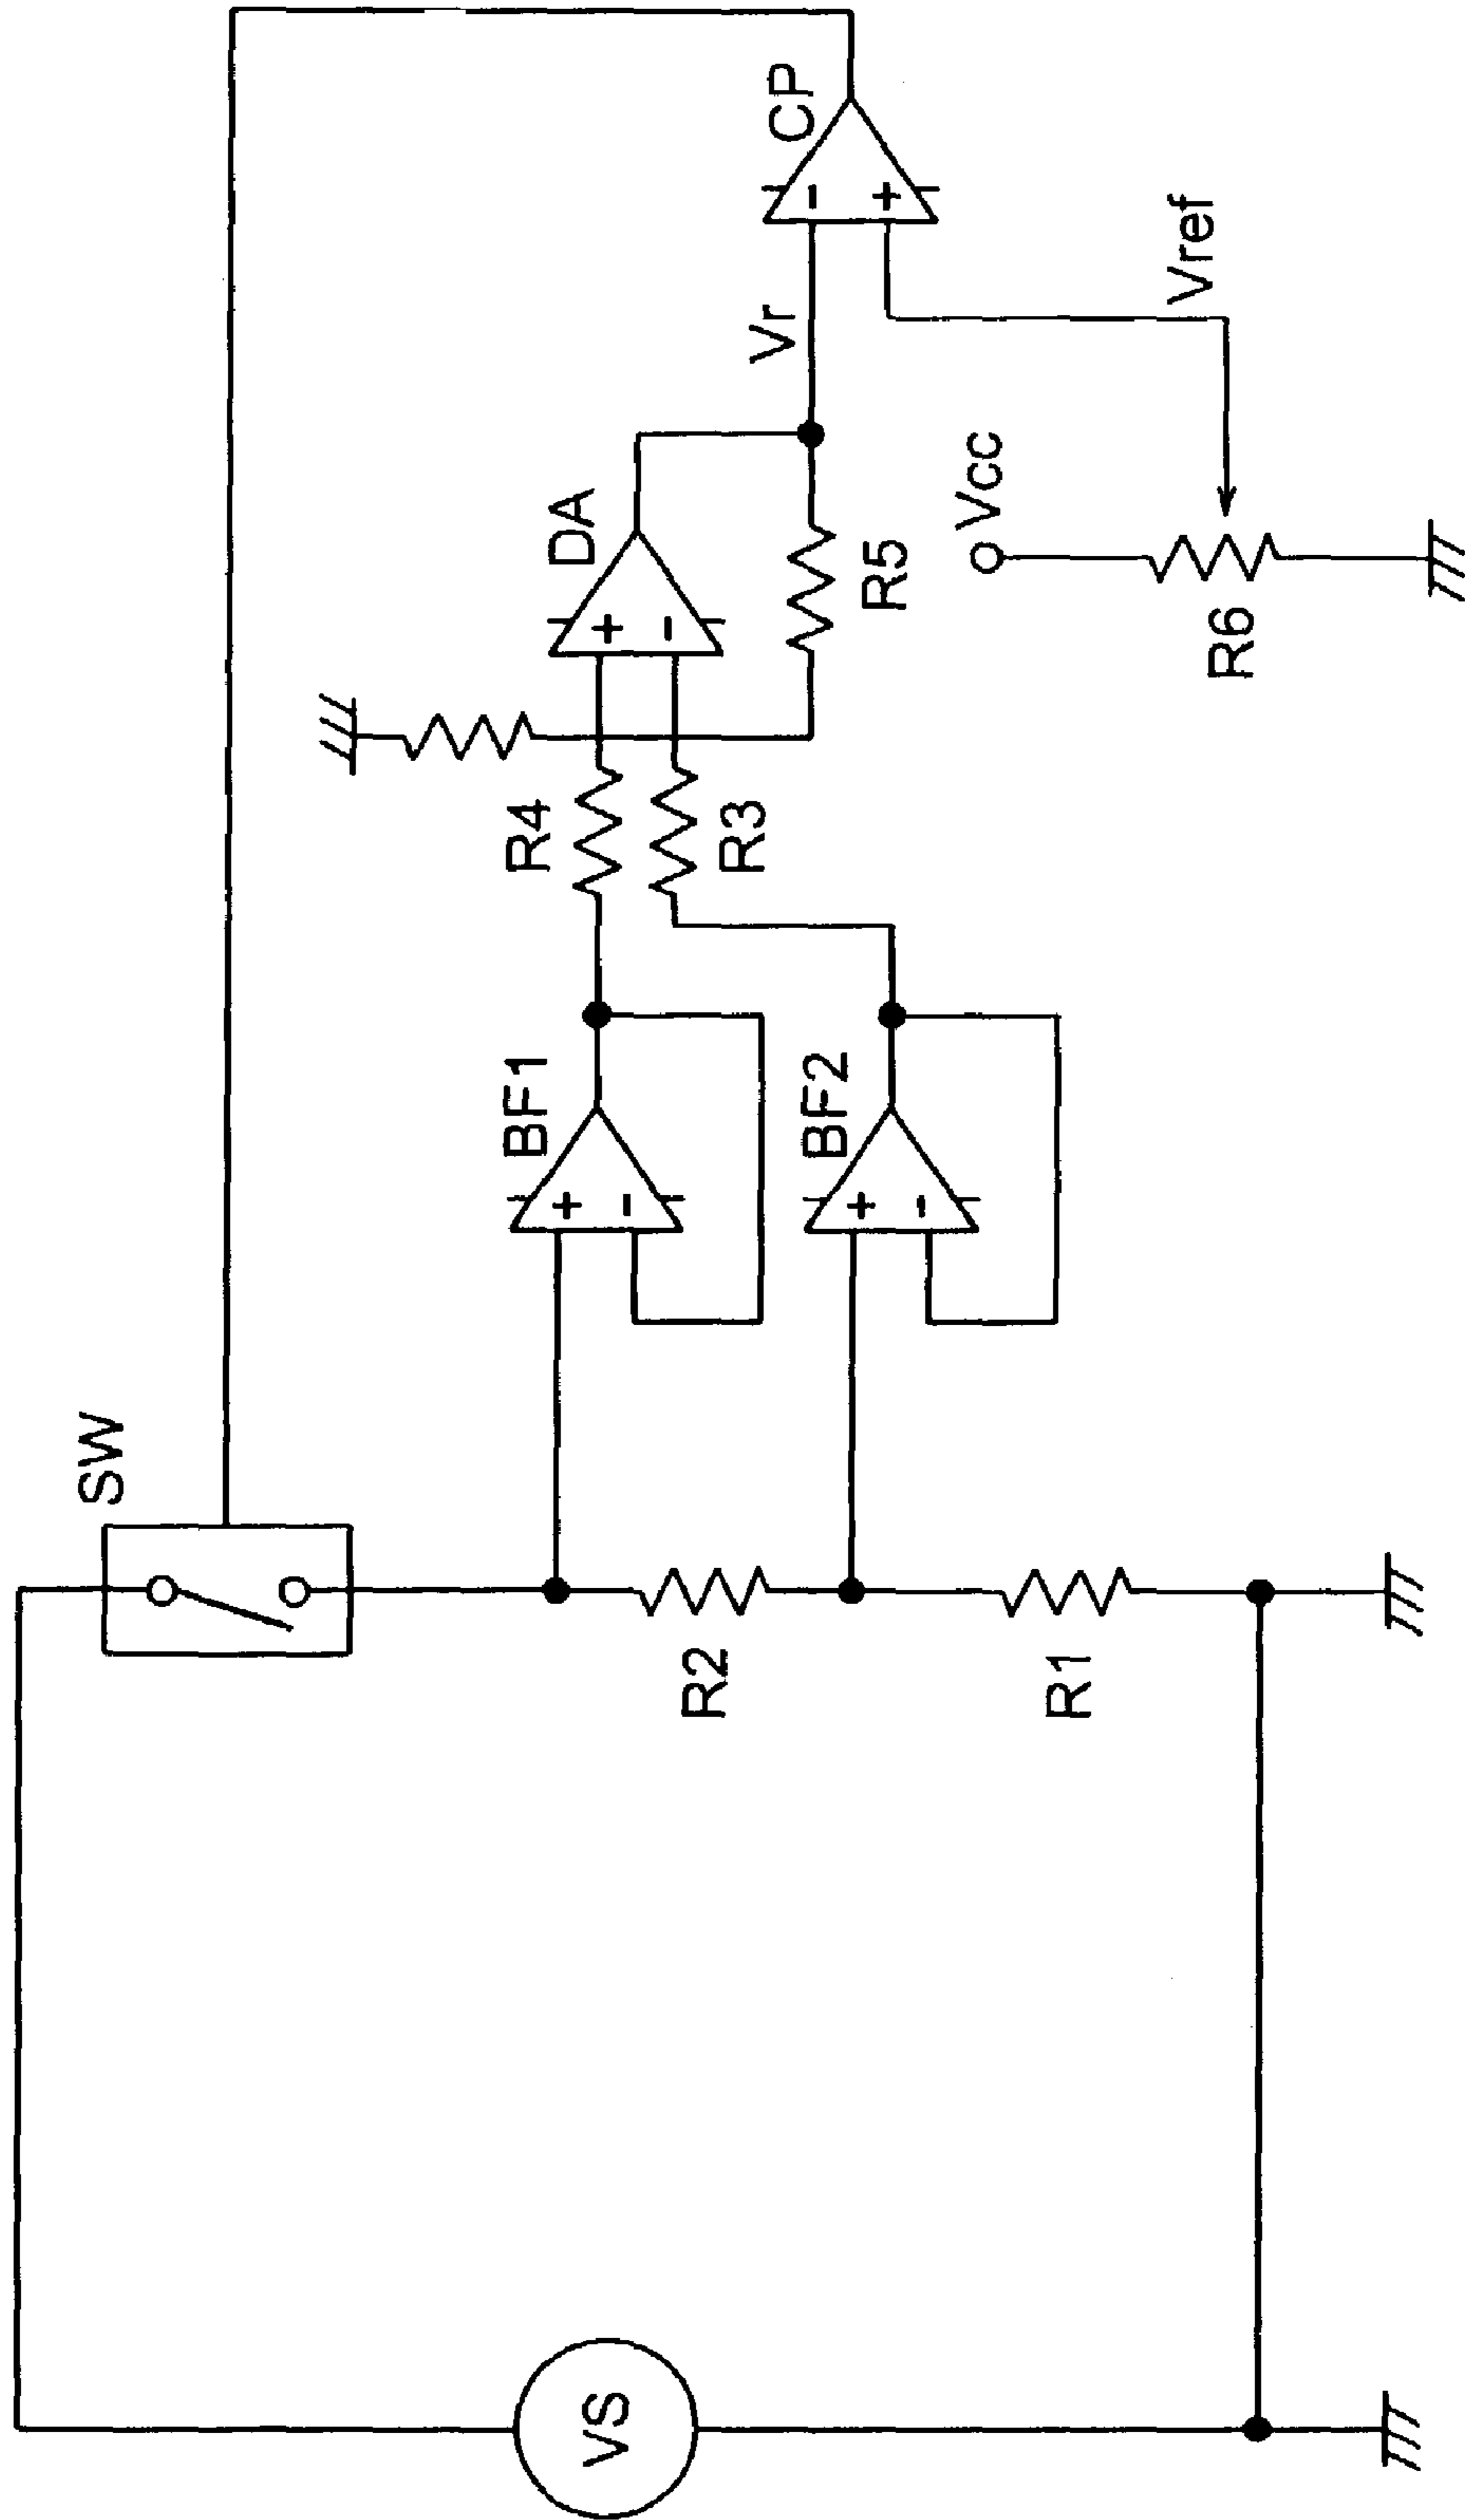 SW
CP
BF1
R4
DA
Vr
R3
BF2
R5
Vcc
Vref
R6
VS
R2
R1
+
-
+
-
+
-
-
+